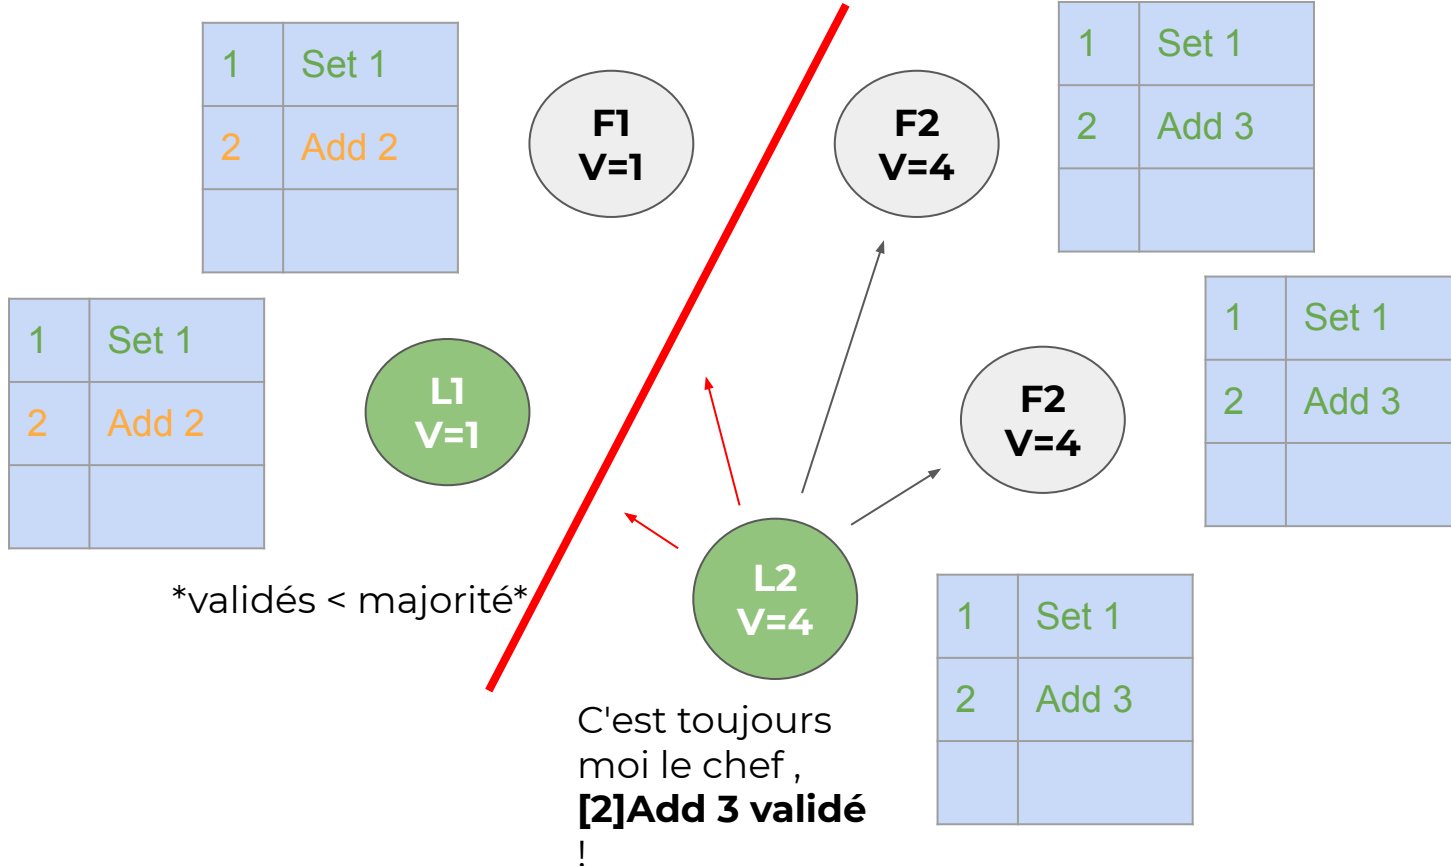 1 Set 1
2 Add 2
F1
V=1
F2
V=4
1 Set 1
2 Add 3
1 Set 1
2 Add 2
L1
V=1
F2
V=4
1 Set 1
2 Add 3
*validés < majorité*
L2
V=4
1 Set 1
2 Add 3
C'est toujours
moi le chef ,
[2]Add 3 validé
!